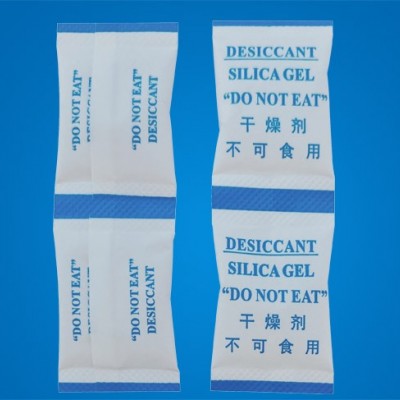 "DO NOT EAT"
DESICCANT
"DO NOT EAT"
DESICCANT
"DO NOT EAT"
DESICCANT
"DO NOT EAT"
DESICCANT
DESICCANT
SILICA GEL
“DO NOT EAT”
干燥剂
不可食用
DESICCANT
SILICA GEL
“DO NOT EAT”
干燥剂
不可食用